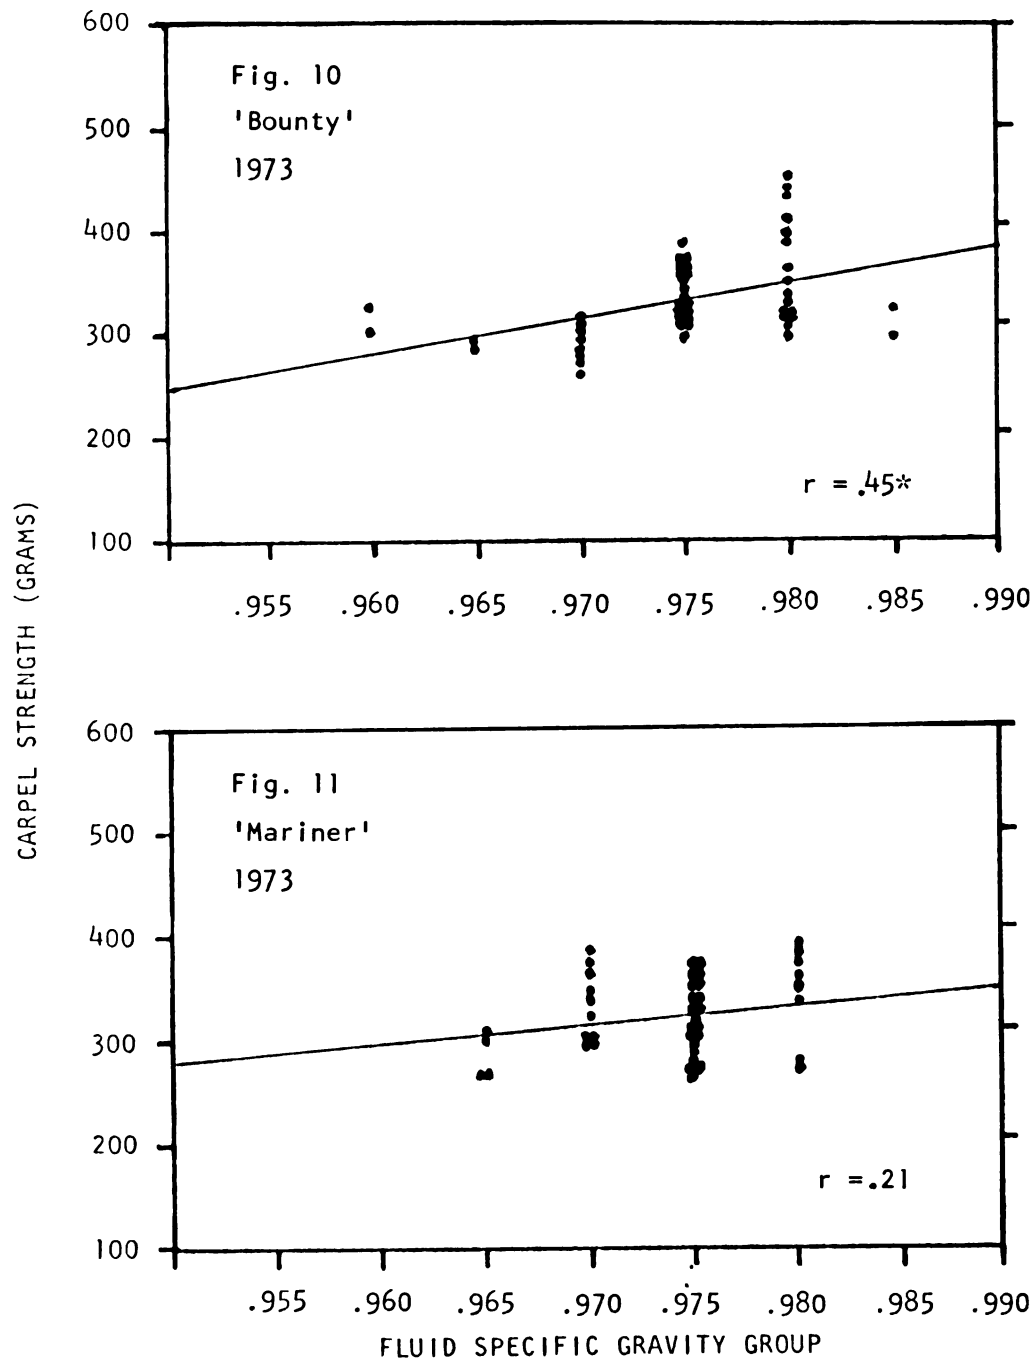 600
Fig. 10
'Bounty'
500
1973
400
300
200
r = .45*
100
.955 .960 .965 .970 .975 .980 .985 .990
CARPEL STRENGTH (GRAMS)
600
Fig. 11
'Mariner'
500
1973
400
300
200
r = .21
100
.955 .960 .965 .970 .975 .980 .985 .990
FLUID SPECIFIC GRAVITY GROUP